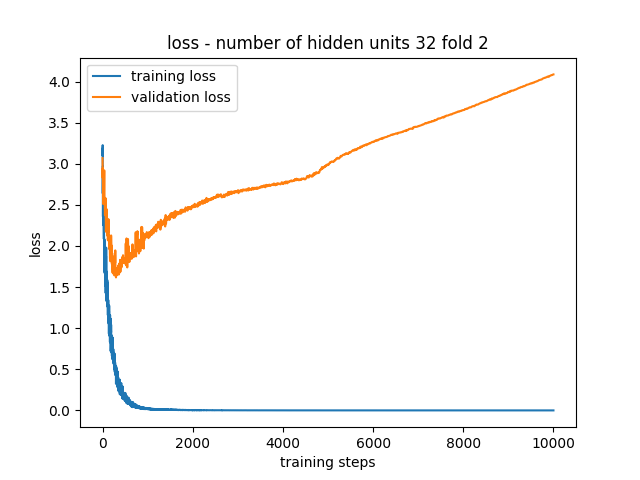 loss - number of hidden units 32 fold 2
training loss
validation loss
4.0
3.5
3.0
2.5
2.0
1.5
1.0
0.5
0.0
loss
0 2000 4000 6000 8000 10000
training steps